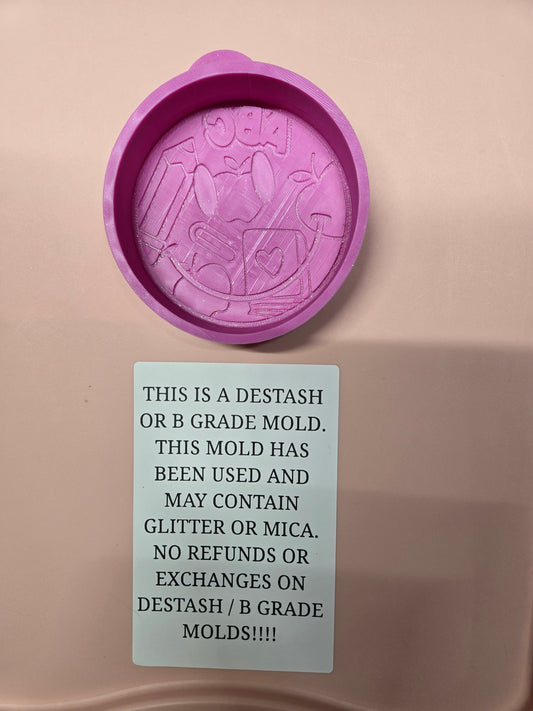 ABC
THIS IS A DESTASH
OR B GRADE MOLD.
THIS MOLD HAS
BEEN USED AND
MAY CONTAIN
GLITTER OR MICA.
NO REFUNDS OR
EXCHANGES ON
DESTASH / B GRADE
MOLDS!!!!